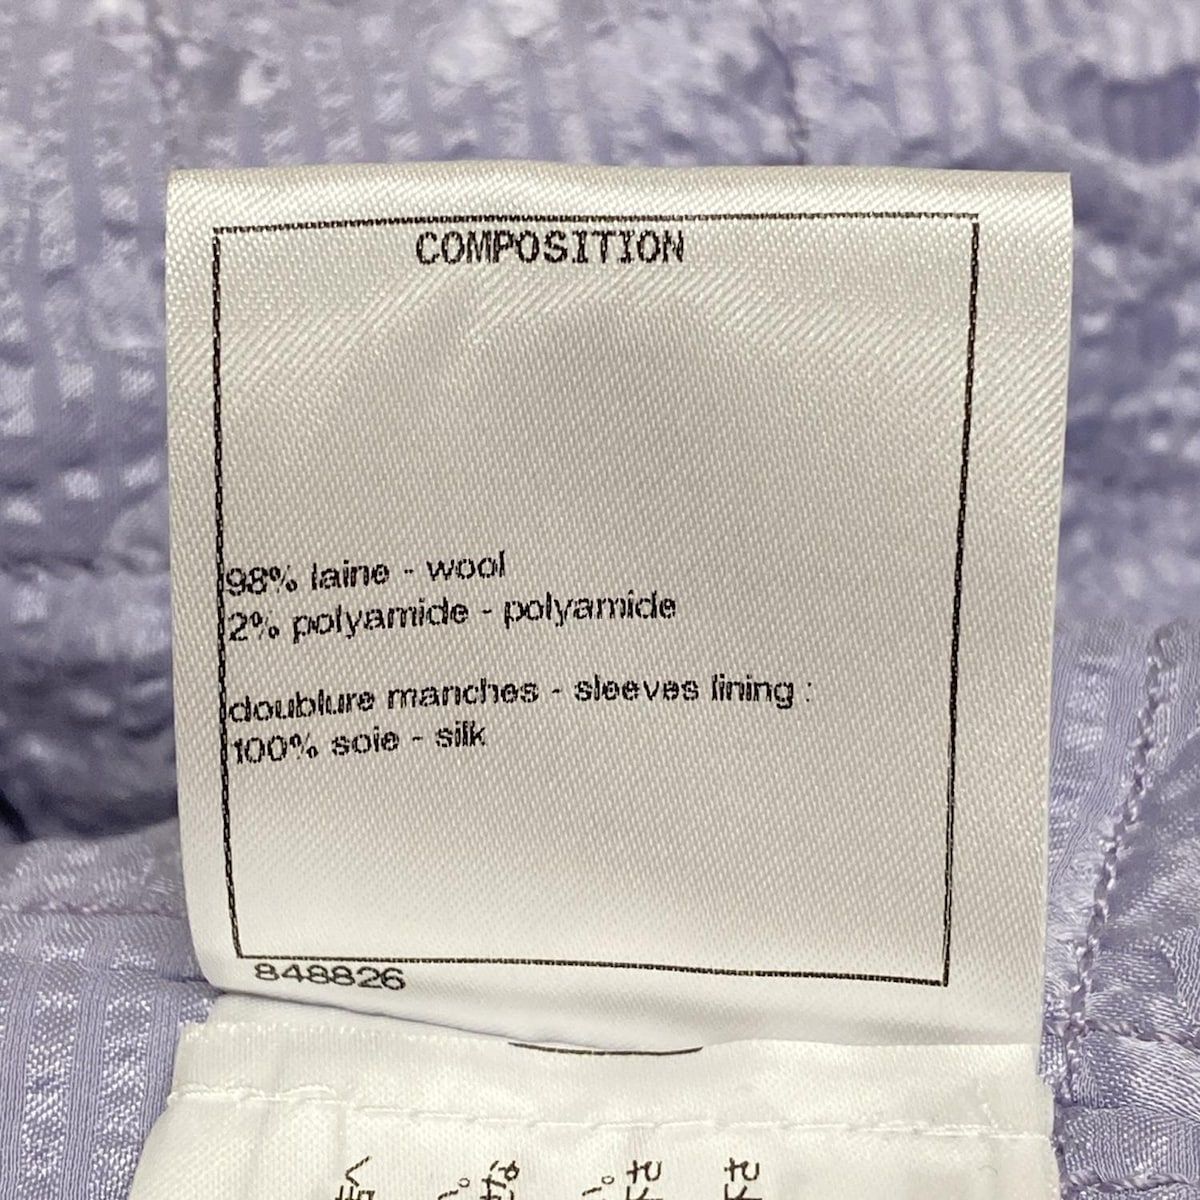 COMPOSITION
98% laine - wool
2% polyamide - polyamide
doublure manches - sleeves lining :
100% soie - silk
848826